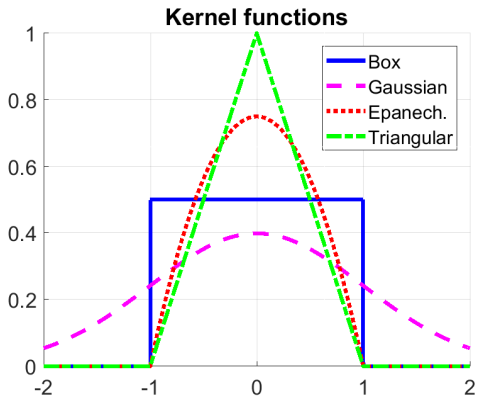 Kernel functions
Box
Gaussian
Epanech.
Triangular
1
0.8
0.6
0.4
0.2
0
-2
-1
0
1
2